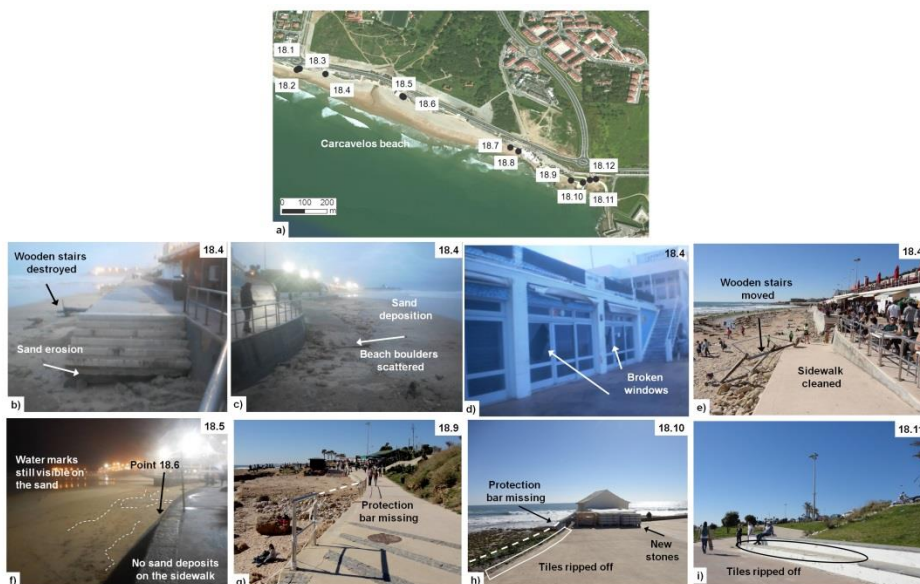 18.1
18.3
18.2
18.4
18.5
18.6
Carcavelos beach
18.7
18.8
18.9
18.12
18.10
18.11
0 100 200
m
a)
18.4
Wooden stairs
destroyed
Sand erosion
b)
18.4
Sand
deposition
Beach boulders
scattered
c)
18.4
Broken
windows
d)
18.4
Wooden stairs
moved
Sidewalk
cleaned
e)
18.5
Water marks
still visible on
the sand
Point 18.6
No sand deposits
on the sidewalk
f)
18.9
Protection
bar missing
g)
18.10
Protection
bar missing
New
stones
Tiles ripped off
h)
18.11
Tiles ripped off
i)